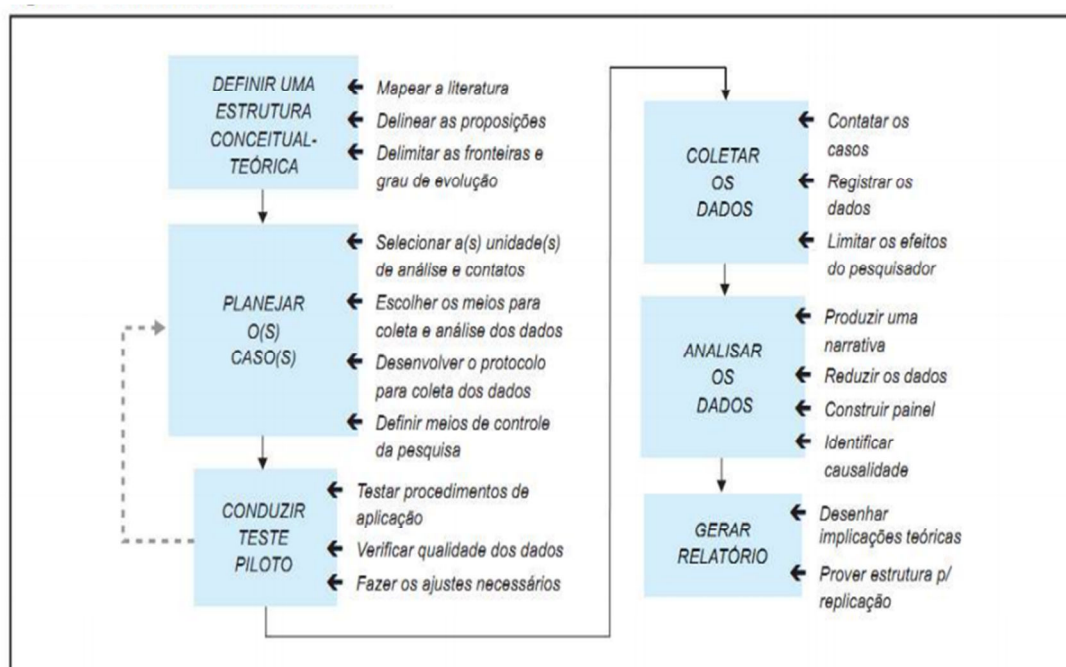 DEFINIR UMA
ESTRUTURA
CONCEITUAL-
TEÓRICA
Mapear a literatura
Delinear as proposições
Delimitar as fronteiras e
grau de evolução
PLANEJAR
O(S)
CASO(S)
Selecionar a(s) unidade(s)
de análise e contatos
Escolher os meios para
coleta e análise dos dados
Desenvolver o protocolo
para coleta dos dados
Definir meios de controle
da pesquisa
CONDUZIR
TESTE
PILOTO
Testar procedimentos de
aplicação
Verificar qualidade dos dados
Fazer os ajustes necessários
COLETAR
OS
DADOS
Contatar os
casos
Registrar os
dados
Limitar os efeitos
do pesquisador
ANALISAR
OS
DADOS
Produzir uma
narrativa
Reduzir os dados
Construir painel
Identificar
causalidade
GERAR
RELATÓRIO
Desenhar
implicações teóricas
Prover estrutura p/
replicação